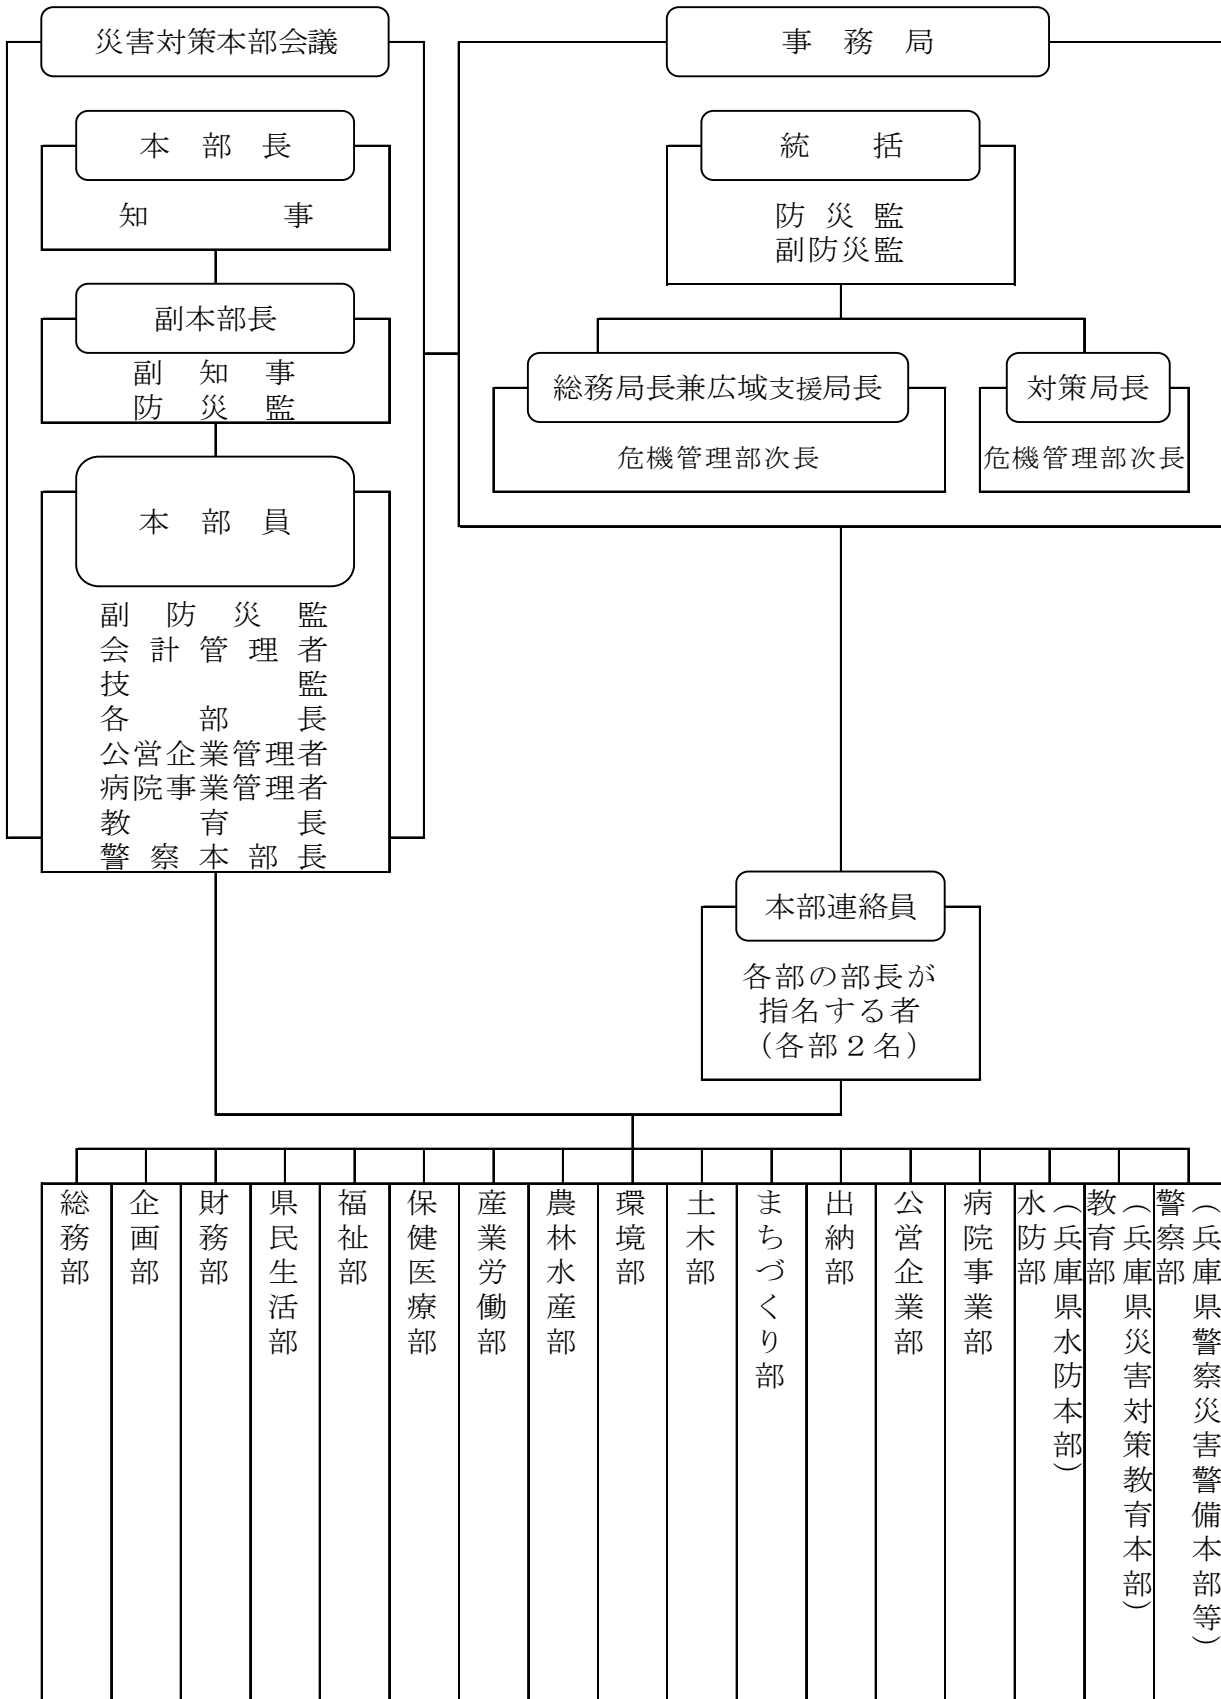 災害対策本部会議
本部長
知事
副本部長
副知事
防災監
本部員
副防災監
会計管理者
技監
各部長
公営企業管理者
病院事業管理者
教育長
警察本部長
事務局
統括
防災監
副防災監
総務局長兼広域支援局長
危機管理部次長
対策局長
危機管理部次長
本部連絡員
各部の部長が
指名する者
（各部２名）
総務部
企画部
財務部
県民生活部
福祉部
保健医療部
産業労働部
農林水産部
環境部
土木部
まちづくり部
出納部
公営企業部
病院事業部
水防部
（兵庫県水防本部）
教育部
（兵庫県災害対策教育本部）
警察部
（兵庫県警察災害警備本部等）